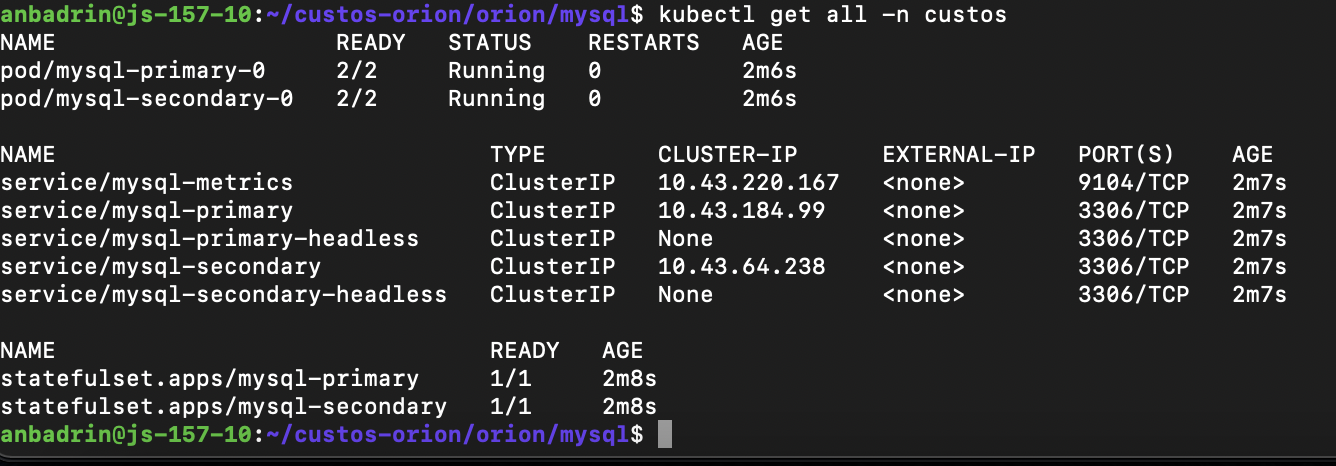 anbadrin@js-157-10:~/custos-orion/orion/mysql$ kubectl get all -n custos
NAME                    READY   STATUS    RESTARTS   AGE
pod/mysql-primary-0     2/2     Running   0          2m6s
pod/mysql-secondary-0   2/2     Running   0          2m6s

NAME                               TYPE        CLUSTER-IP      EXTERNAL-IP   PORT(S)    AGE
service/mysql-metrics              ClusterIP   10.43.220.167   <none>        9104/TCP   2m7s
service/mysql-primary              ClusterIP   10.43.184.99    <none>        3306/TCP   2m7s
service/mysql-primary-headless     ClusterIP   None            <none>        3306/TCP   2m7s
service/mysql-secondary            ClusterIP   10.43.64.238    <none>        3306/TCP   2m7s
service/mysql-secondary-headless   ClusterIP   None            <none>        3306/TCP   2m7s

NAME                               READY   AGE
statefulset.apps/mysql-primary     1/1     2m8s
statefulset.apps/mysql-secondary   1/1     2m8s
anbadrin@js-157-10:~/custos-orion/orion/mysql$